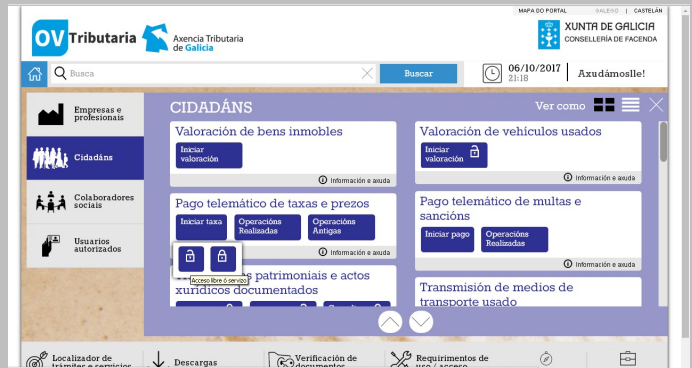 MAPA DO PORTAL GALEGO | CASTELÁN
OV Tributaria
Axencia Tributaria
de Galicia
XUNTA DE GALICIA
CONSELLERÍA DE FACENDA
Busca
Buscar
06/10/2017
21:18
Axudámoslle!
Empresas e
profesionais
Cidadáns
Colaboradores
sociais
Usuarios
autorizados
CIDADÁNS
Ver como
Valoración de bens inmobles
Iniciar
valoración
Información e axuda
Valoración de vehículos usados
Iniciar
valoración
Información e axuda
Pago telemático de taxas e prezos
Iniciar taxa
Operacións
Realizadas
Operacións
Antigas
Información e axuda
Acceso libre ó servizo
Pago telemático de multas e
sancións
Iniciar pago
Operacións
Realizadas
Información e axuda
s patrimoniais e actos
xurídicos documentados
Transmisión de medios de
transporte usado
Localizador de
trámites e servicios
Descargas
Verificación de
documentos
Requirimentos de
uso / acceso